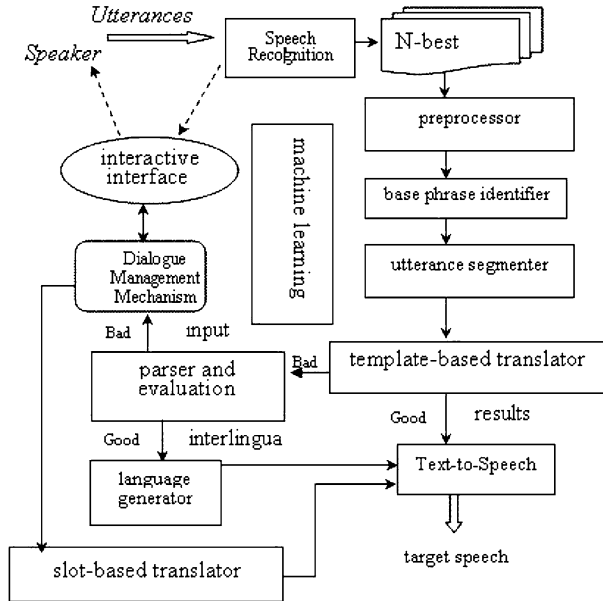 Utterances
Speaker
Speech
Recognition
N-best
preprocessor
interactive
interface
machine learning
base phrase identifier
utterance segmenter
Dialogue
Management
Mechanism
Bad
input
parser and
evaluation
Bad
template-based translator
Good
interlingua
Good
results
language
generator
Text-to-Speech
target speech
slot-based translator